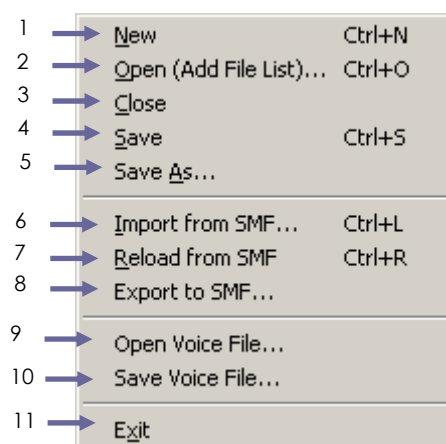 1 New Ctrl+N
2 Open (Add File List)... Ctrl+O
3 Close
4 Save Ctrl+S
5 Save As...
6 Import from SMF... Ctrl+L
7 Reload from SMF Ctrl+R
8 Export to SMF...
9 Open Voice File...
10 Save Voice File...
11 Exit